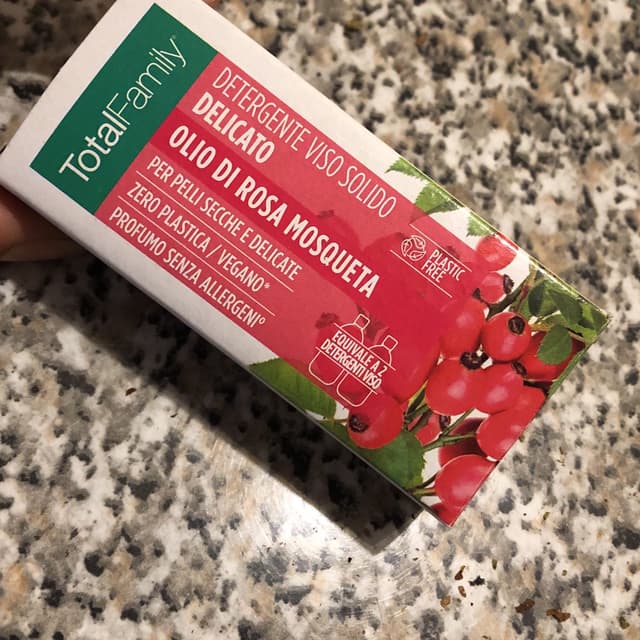 TotalFamily
DETERGENTE VISO SOLIDO
DELICATO
OLIO DI ROSA MOSQUETA
PER PELLI SECCHE E DELICATE
ZERO PLASTICA / VEGANO*
PROFUMO SENZA ALLERGENI°
PLASTIC
FREE
EQUIVALE A 2
DETERGENTI VISO